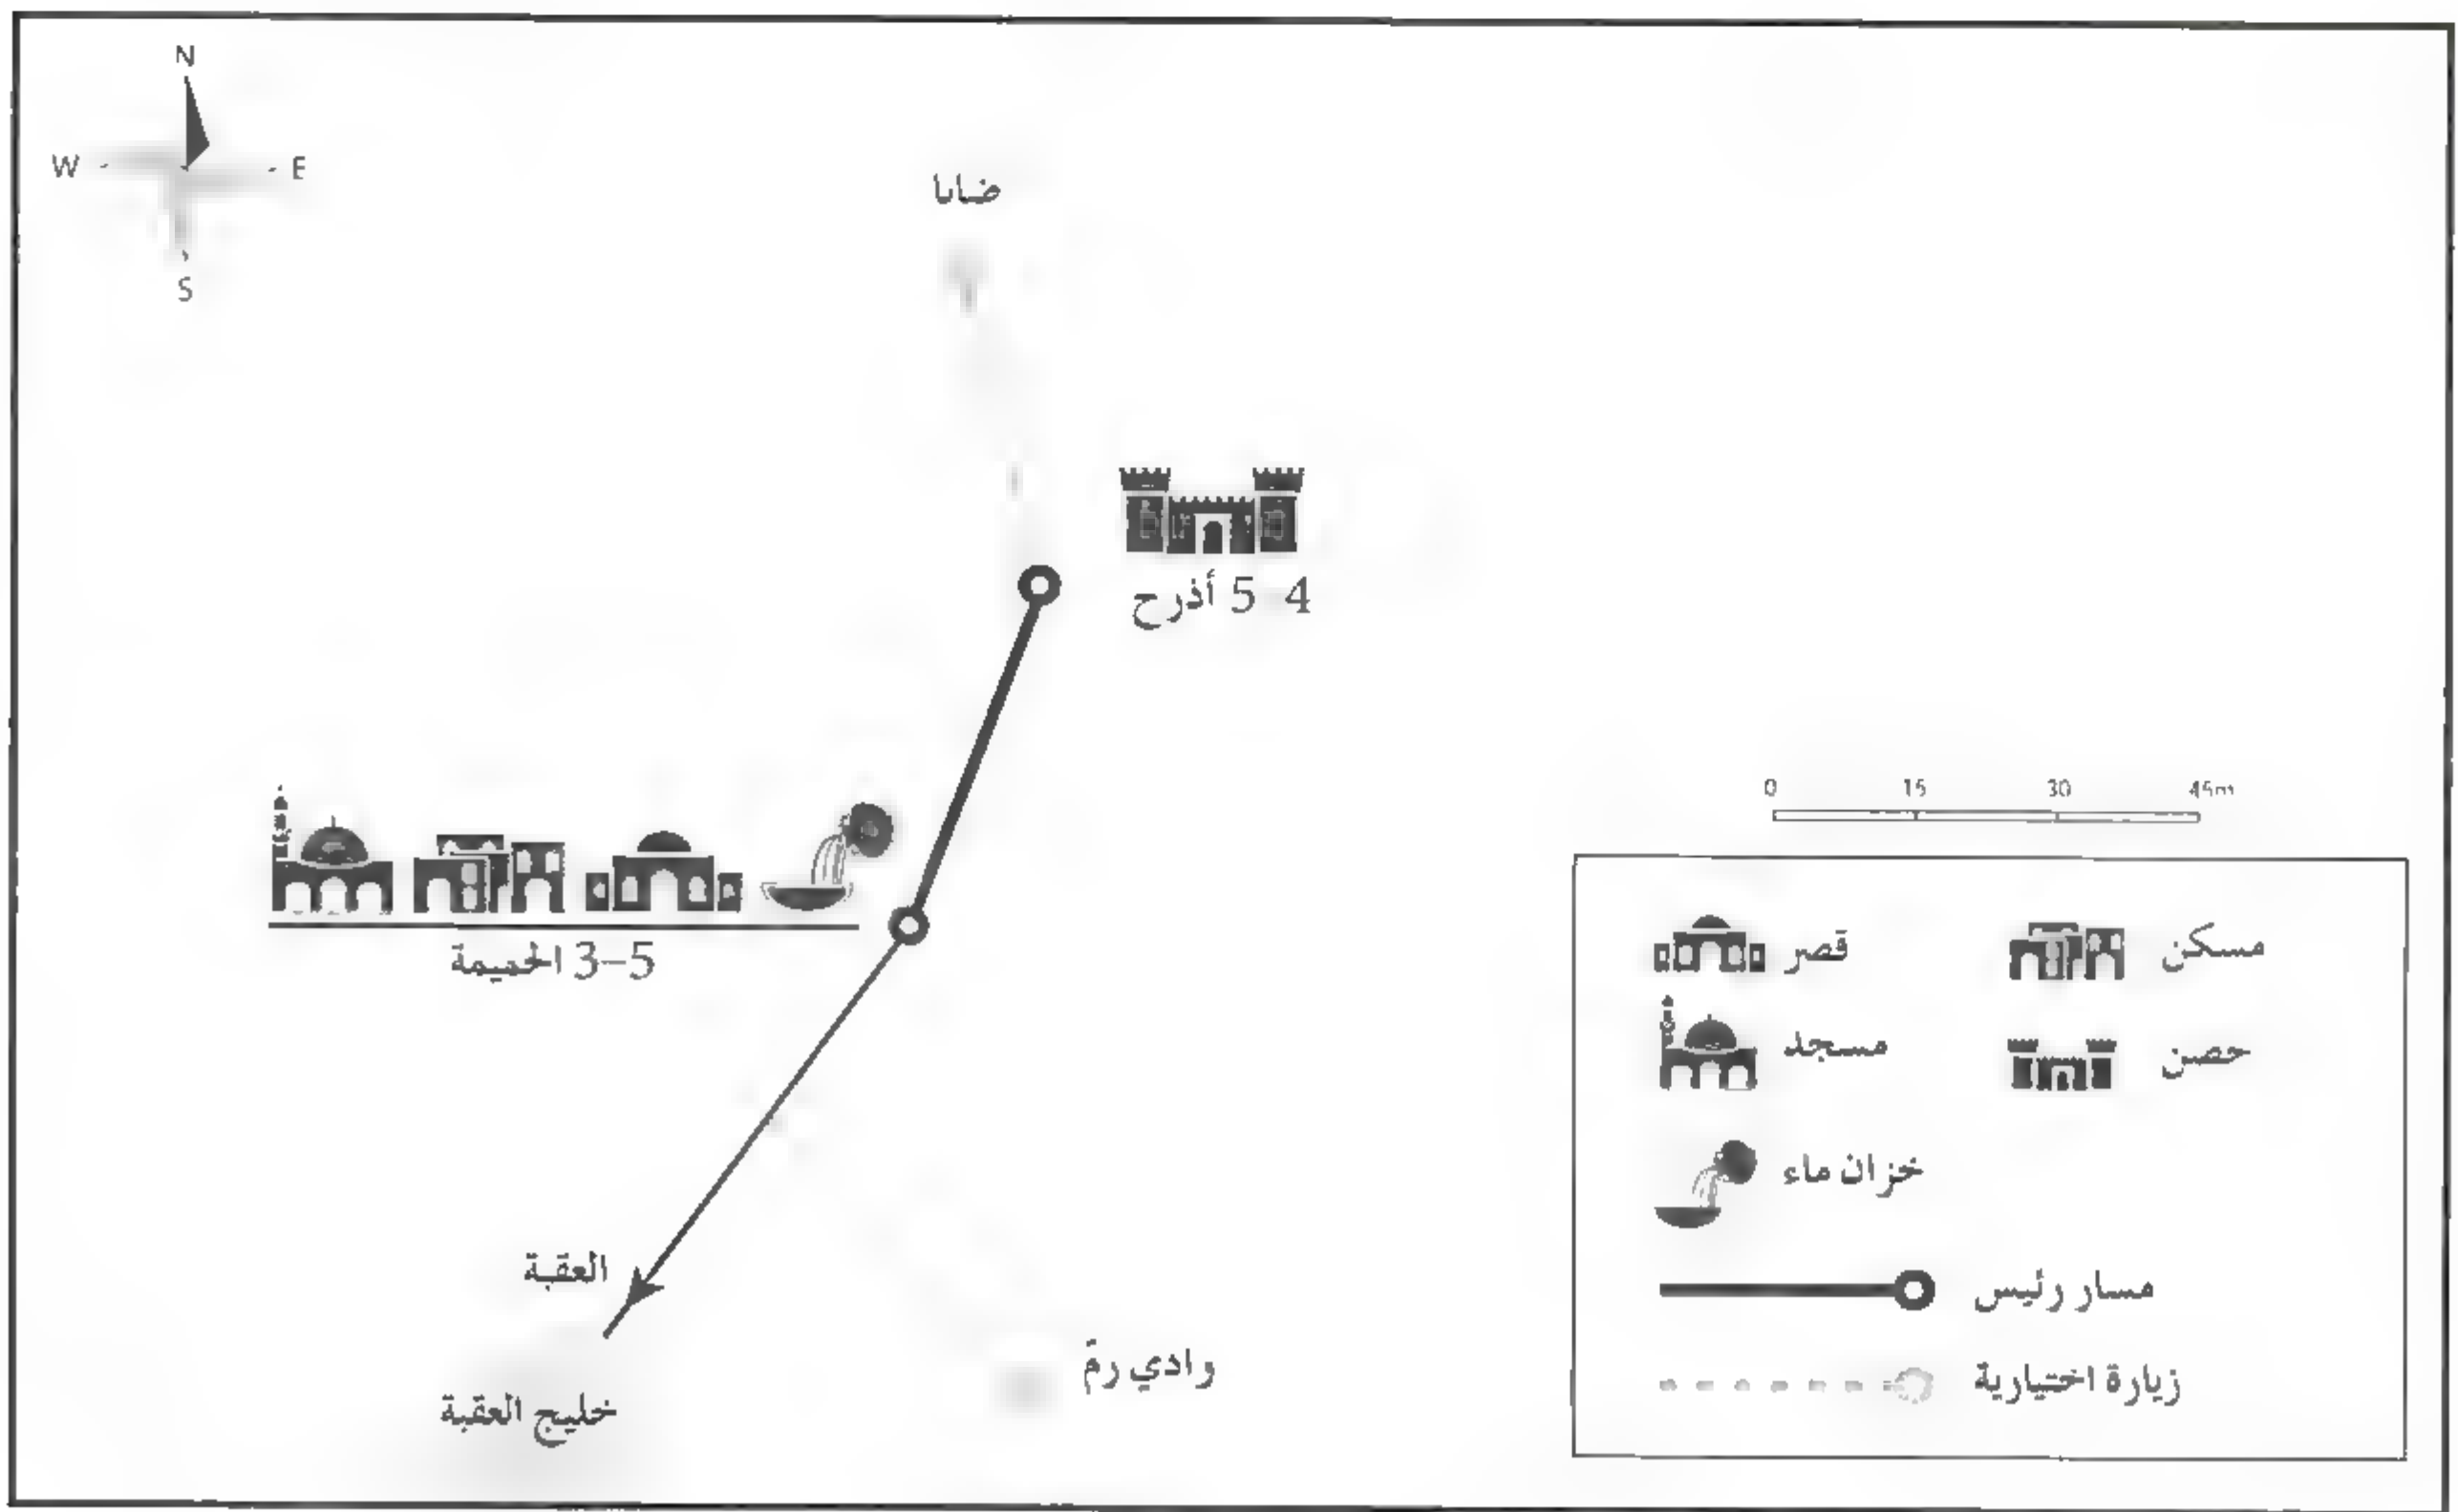 N
W E
S
ضانا
4 5 أذرح
0 15 30 45m
3–5 الحميمة
قصر
مسكن
مسجد
حصن
خزان ماء
العقبة
مسار رئيس
وادي رمّ
زيارة اختيارية
خليج العقبة